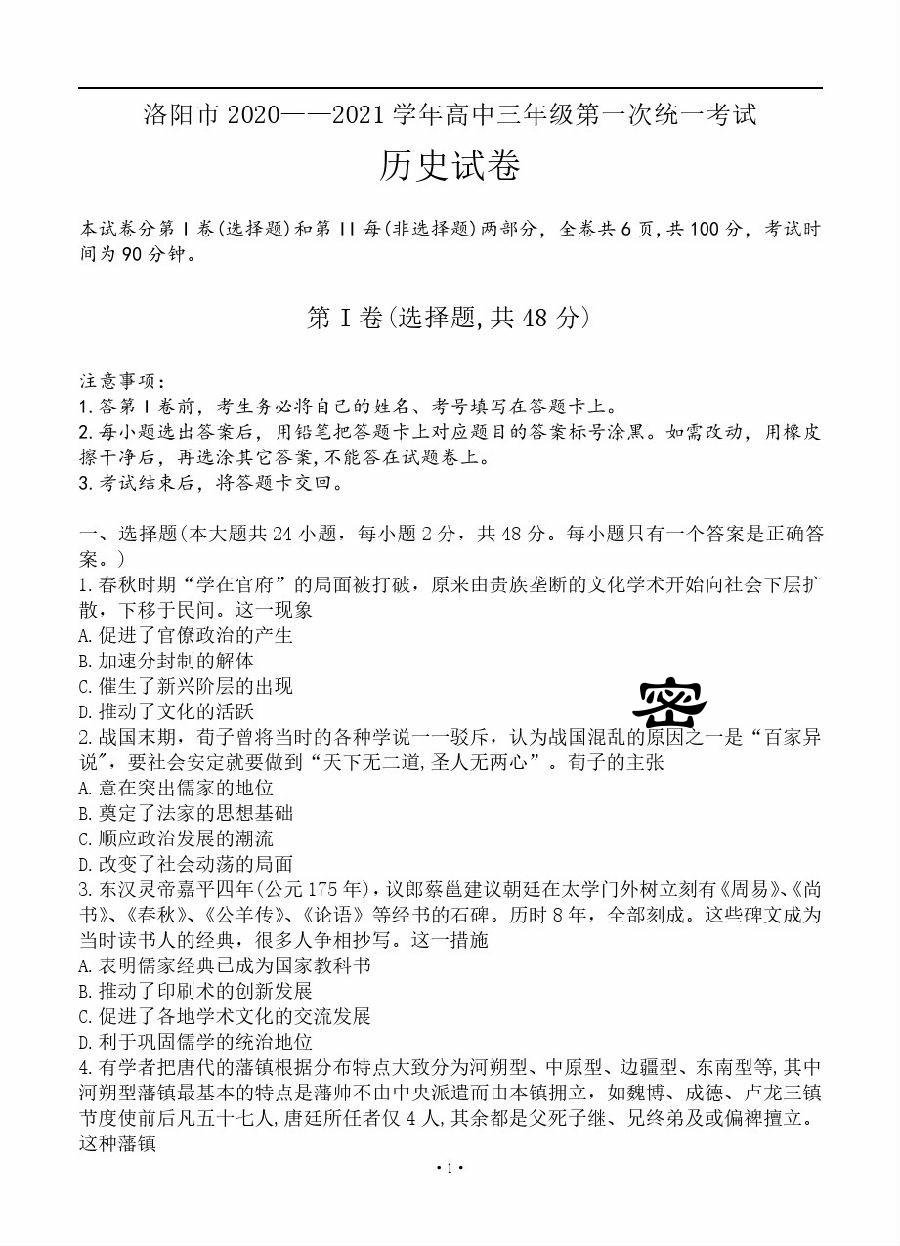 洛阳市 2020——2021 学年高中三年级第一次统一考试
历史试卷
本试卷分第 I 卷(选择题)和第 II 每(非选择题)两部分，全卷共 6 页,共 100 分，考试时
间为 90 分钟。
第 I 卷(选择题,共 48 分)
注意事项:
1.答第 I 卷前，考生务必将自己的姓名、考号填写在答题卡上。
2.每小题选出答案后，用铅笔把答题卡上对应题目的答案标号涂黑。如需改动，用橡皮
擦干净后，再选涂其它答案,不能答在试题卷上。
3.考试结束后，将答题卡交回。
一、选择题(本大题共 24 小题，每小题 2 分，共 48 分。每小题只有一个答案是正确答
案。)
1.春秋时期“学在官府”的局面被打破，原来由贵族垄断的文化学术开始向社会下层扩
散，下移于民间。这一现象
A.促进了官僚政治的产生
B.加速分封制的解体
C.催生了新兴阶层的出现
D.推动了文化的活跃
密
2.战国末期，荀子曾将当时的各种学说一一驳斥，认为战国混乱的原因之一是“百家异
说"，要社会安定就要做到“天下无二道,圣人无两心”。荀子的主张
A.意在突出儒家的地位
B.奠定了法家的思想基础
C.顺应政治发展的潮流
D.改变了社会动荡的局面
3.东汉灵帝嘉平四年(公元 175 年),议郎蔡邕建议朝廷在太学门外树立刻有《周易》、《尚
书》、《春秋》、《公羊传》、《论语》等经书的石碑。历时 8 年，全部刻成。这些碑文成为
当时读书人的经典，很多人争相抄写。这一措施
A.表明儒家经典已成为国家教科书
B.推动了印刷术的创新发展
C.促进了各地学术文化的交流发展
D.利于巩固儒学的统治地位
4.有学者把唐代的藩镇根据分布特点大致分为河朔型、中原型、边疆型、东南型等,其中
河朔型藩镇最基本的特点是藩帅不由中央派遣而由本镇拥立，如魏博、成德、卢龙三镇
节度使前后凡五十七人,唐廷所任者仅 4 人,其余都是父死子继、兄终弟及或偏裨擅立。
这种藩镇
·1·